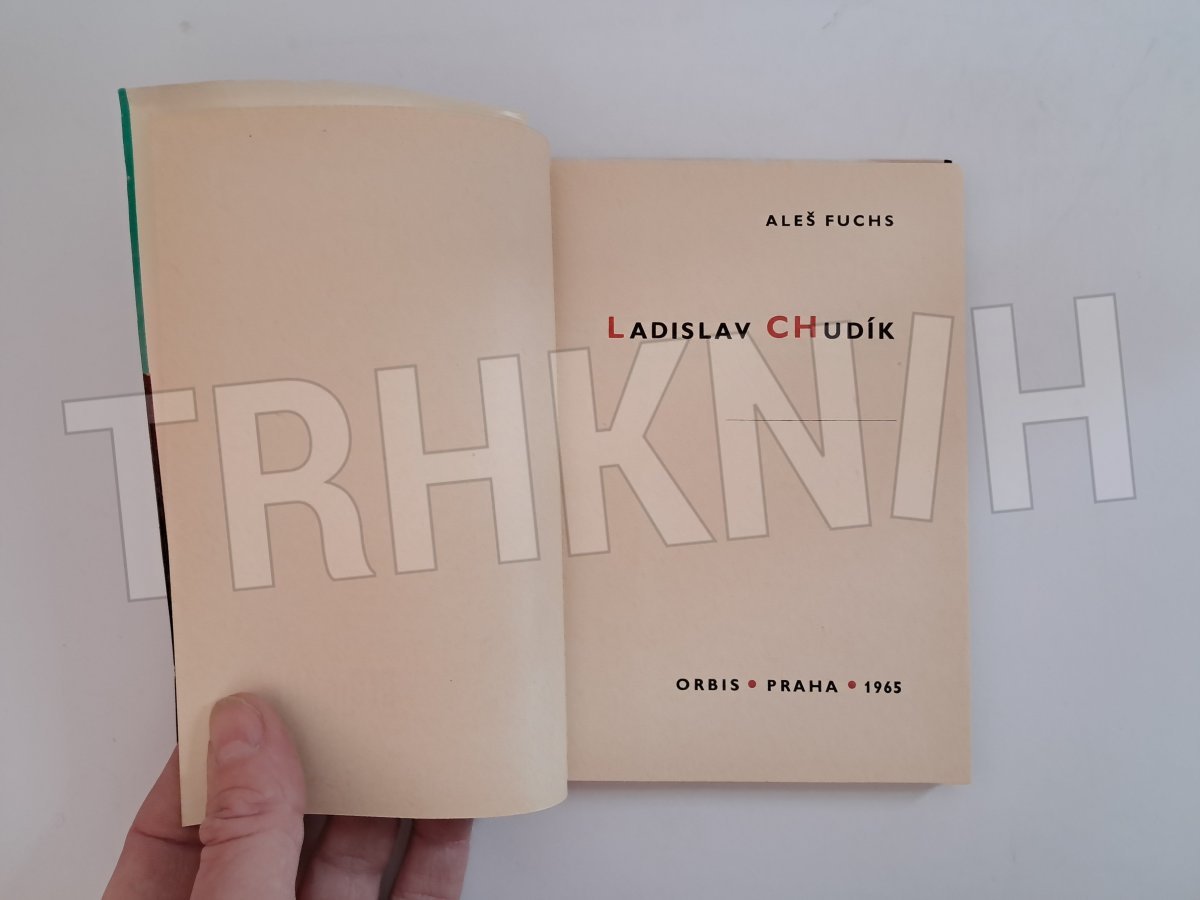 ALEŠ FUCHS
LADISLAV CHUDÍK
TRHKNIH
ORBIS • PRAHA • 1965